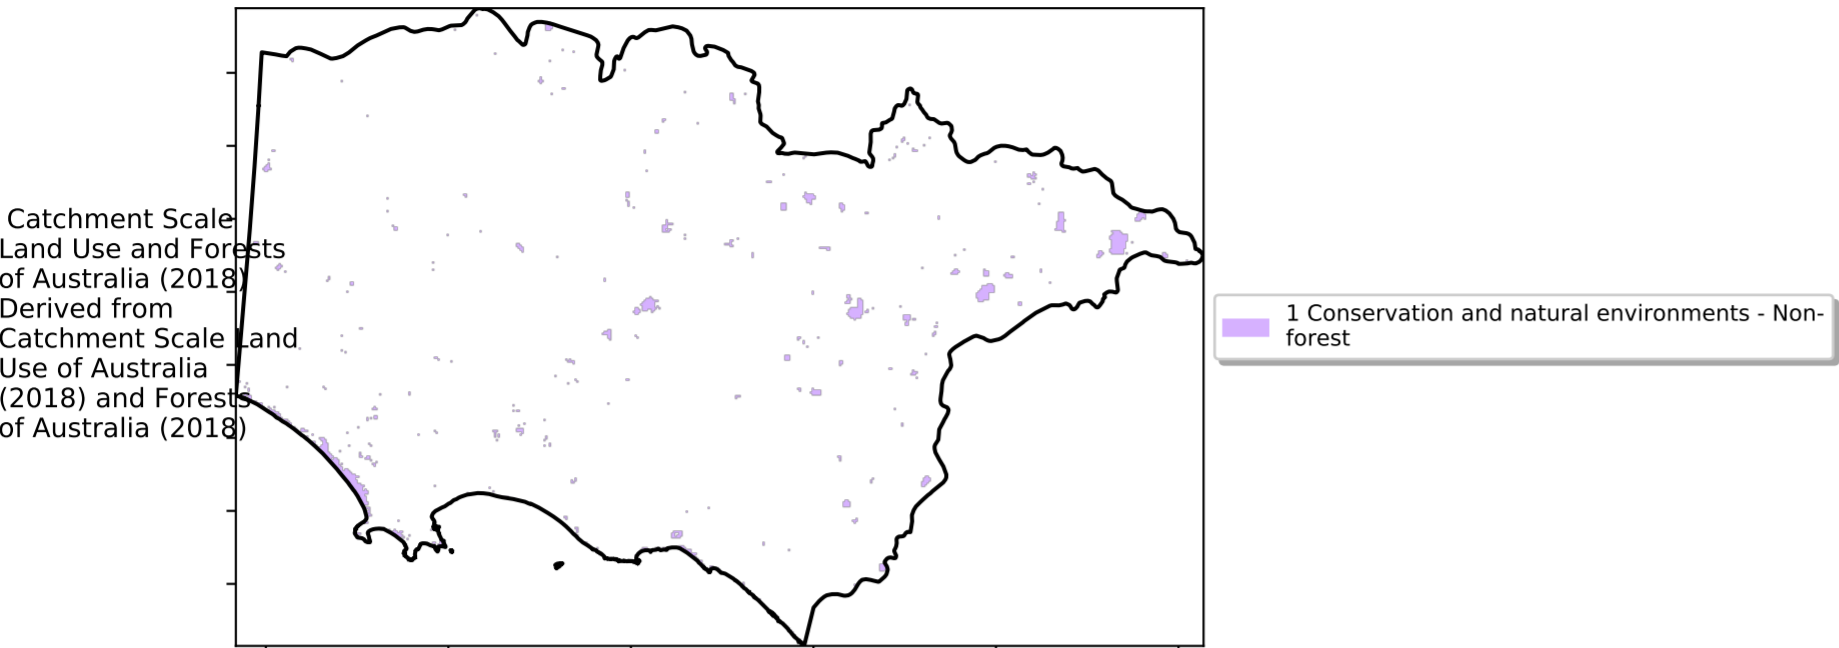 Catchment Scale
Land Use and Forests
of Australia (2018)
Derived from
Catchment Scale Land
Use of Australia
(2018) and Forests
of Australia (2018)
1 Conservation and natural environments - Non-
forest